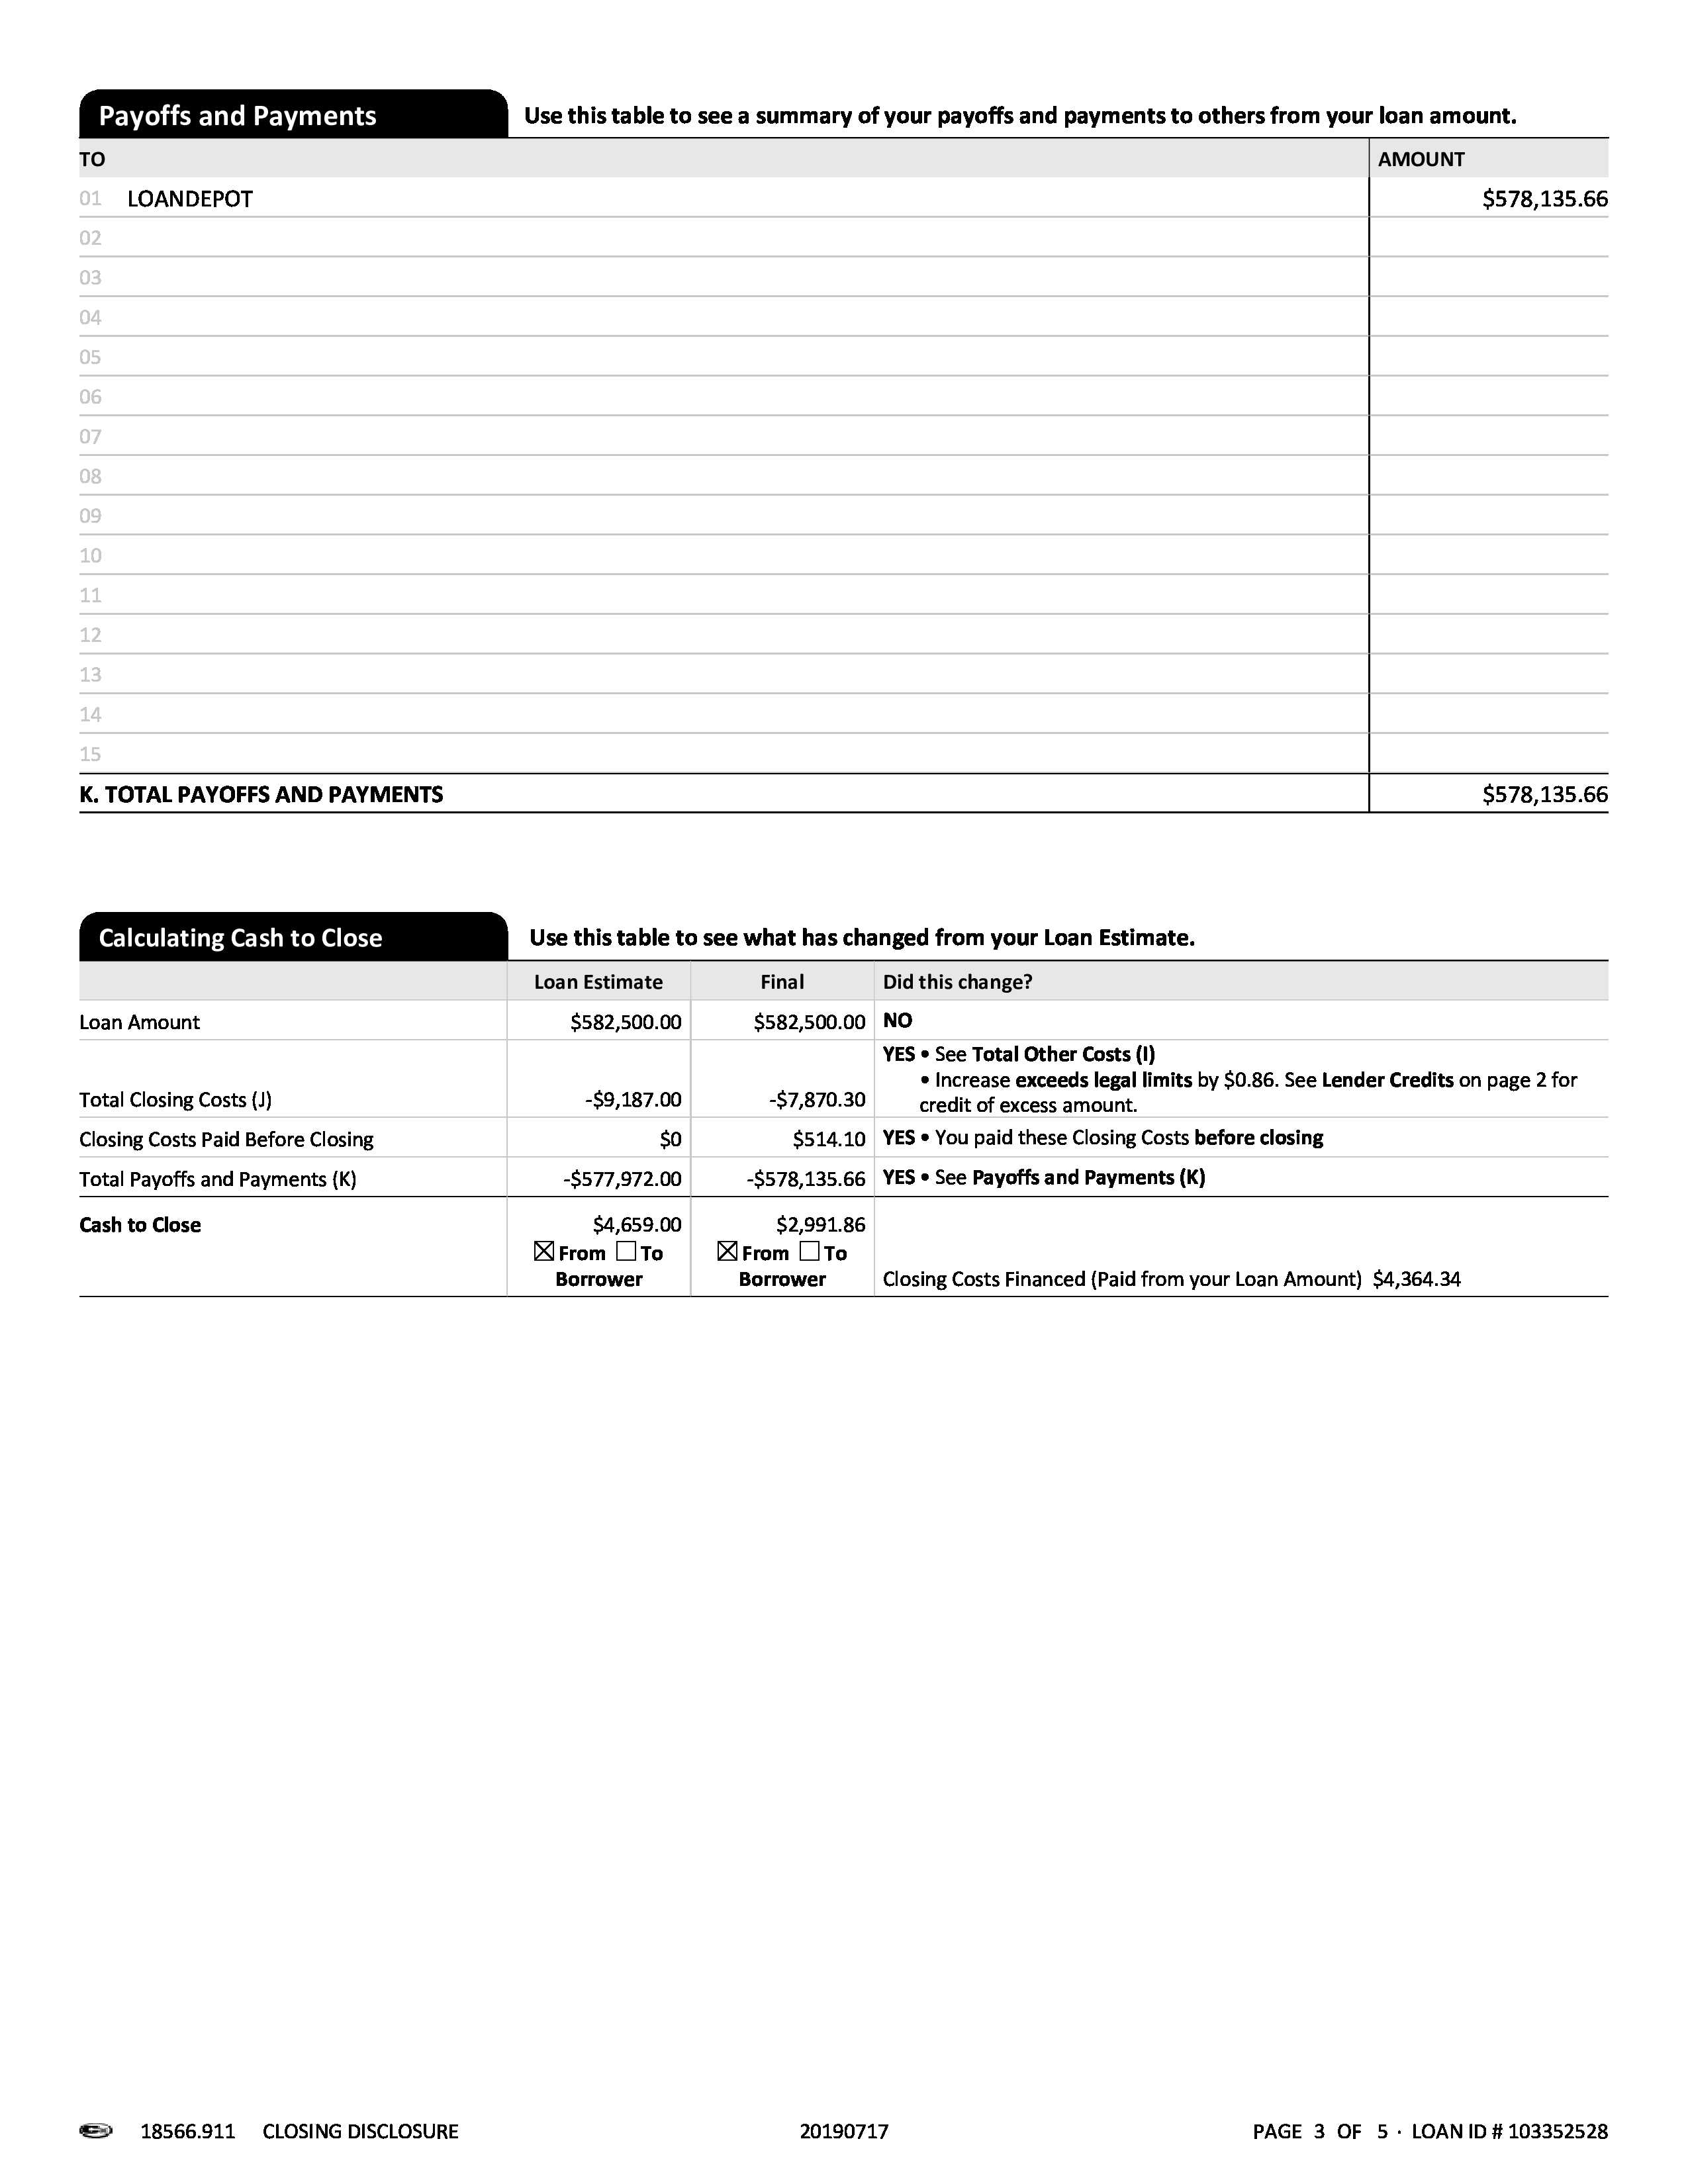 Payoffs and Payments Use this table to see a summary of your payoffs and payments to others from your loan amount.
TO AMOUNT
01 LOANDEPOT $578,135.66
02
03
04
05
06
07
08
09
10
11
12
13
14
15
K. TOTAL PAYOFFS AND PAYMENTS $578,135.66
Calculating Cash to Close Use this table to see what has changed from your Loan Estimate.
Loan Estimate Final Did this change?
Loan Amount $582,500.00 $582,500.00 NO
YES • See Total Other Costs (I)
• Increase exceeds legal limits by $0.86. See Lender Credits on page 2 for
Total Closing Costs (J) -$9,187.00 -$7,870.30 credit of excess amount.
Closing Costs Paid Before Closing $0 $514.10 YES • You paid these Closing Costs before closing
Total Payoffs and Payments (K) -$577,972.00 -$578,135.66 YES • See Payoffs and Payments (K)
Cash to Close $4,659.00 $2,991.86
☒ From ☐ To ☒ From ☐ To
Borrower Borrower Closing Costs Financed (Paid from your Loan Amount) $4,364.34
18566.911 CLOSING DISCLOSURE 20190717 PAGE 3 OF 5 · LOAN ID # 103352528